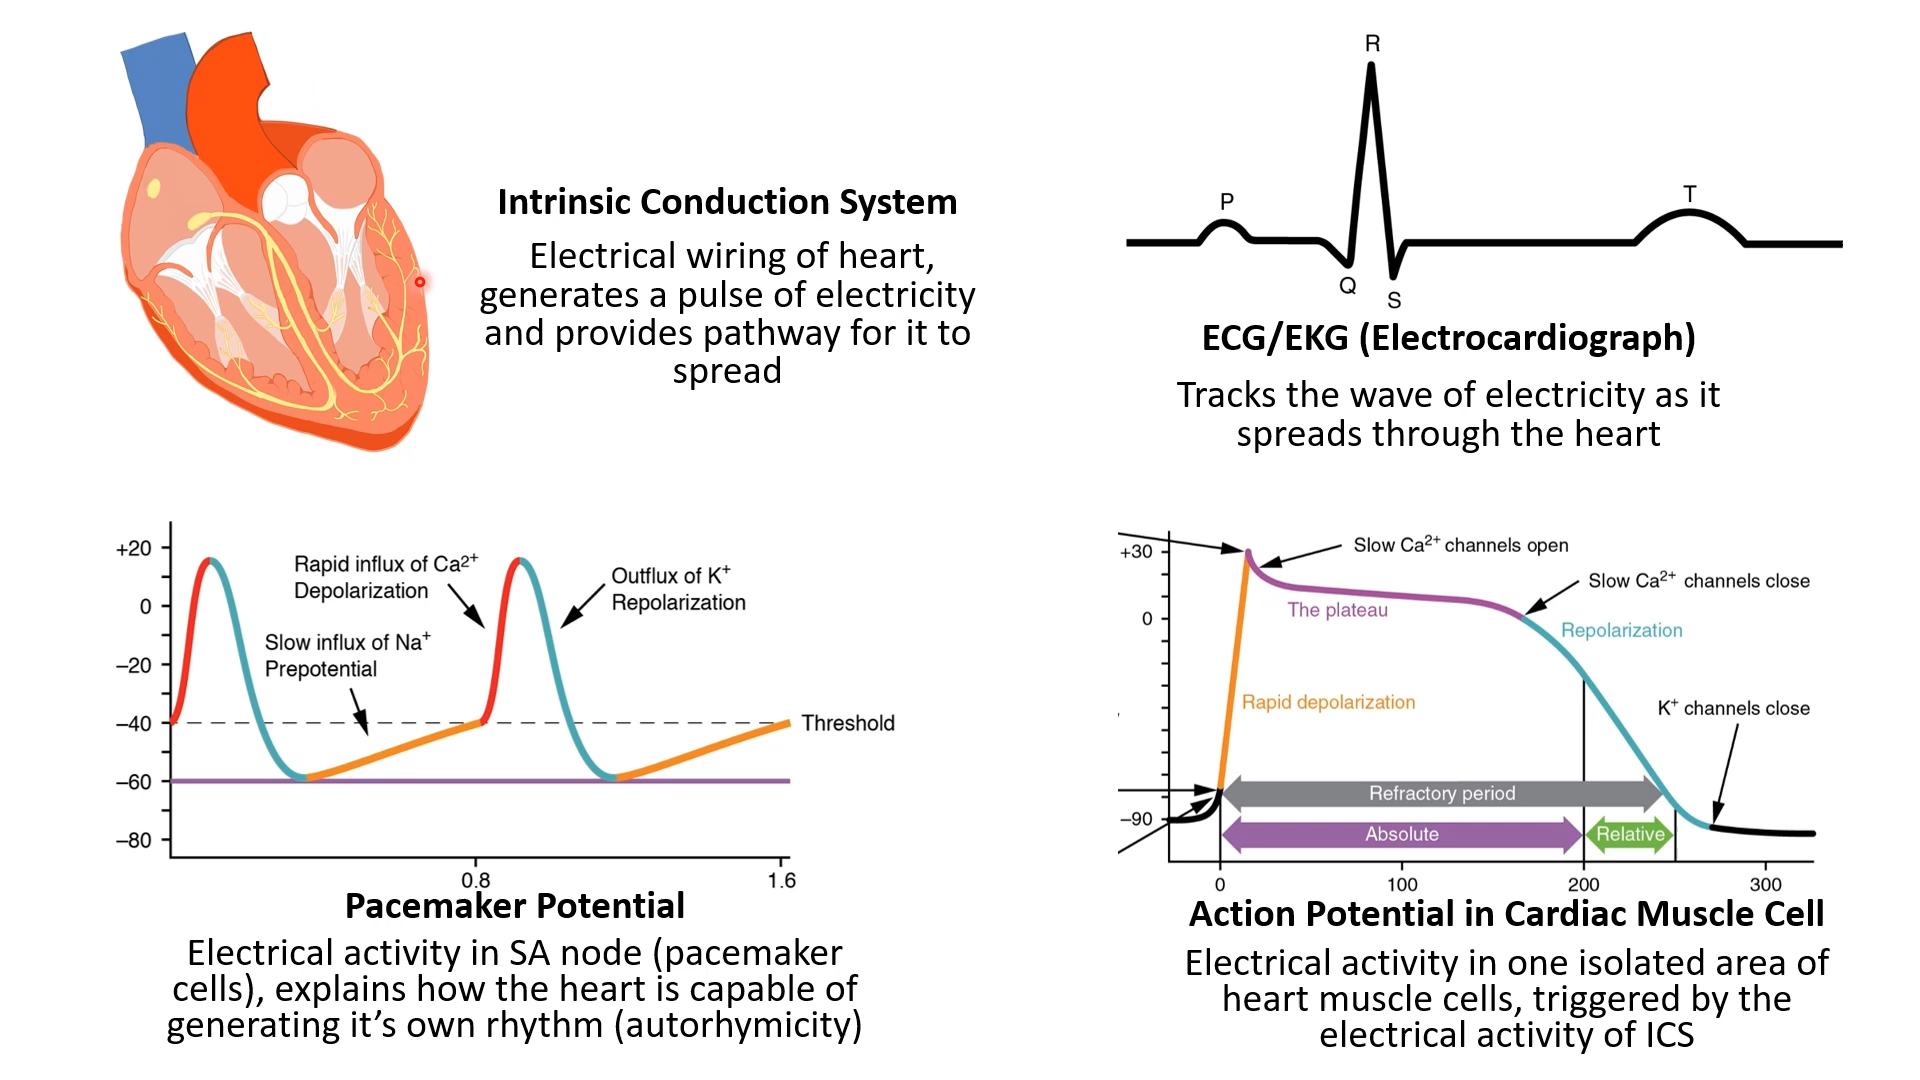 Intrinsic Conduction System
Electrical wiring of heart,
generates a pulse of electricity
and provides pathway for it to
spread
R
P
T
Q
S
ECG/EKG (Electrocardiograph)
Tracks the wave of electricity as it
spreads through the heart
+20
0
−20
−40
−60
−80
Rapid influx of Ca²⁺
Depolarization
Outflux of K⁺
Repolarization
Slow influx of Na⁺
Prepotential
Threshold
0.8
1.6
Pacemaker Potential
Electrical activity in SA node (pacemaker
cells), explains how the heart is capable of
generating it’s own rhythm (autorhymicity)
+30
0
−90
Slow Ca²⁺ channels open
Slow Ca²⁺ channels close
The plateau
Repolarization
Rapid depolarization
K⁺ channels close
Refractory period
Absolute
Relative
0
100
200
300
Action Potential in Cardiac Muscle Cell
Electrical activity in one isolated area of
heart muscle cells, triggered by the
electrical activity of ICS